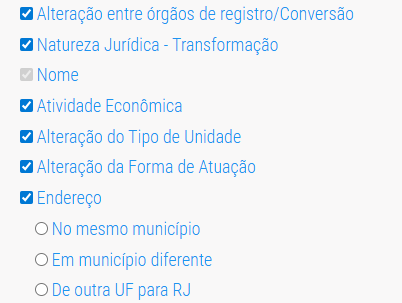 Alteração entre órgãos de registro/Conversão
Natureza Jurídica - Transformação
Nome
Atividade Econômica
Alteração do Tipo de Unidade
Alteração da Forma de Atuação
Endereço
No mesmo município
Em município diferente
De outra UF para RJ